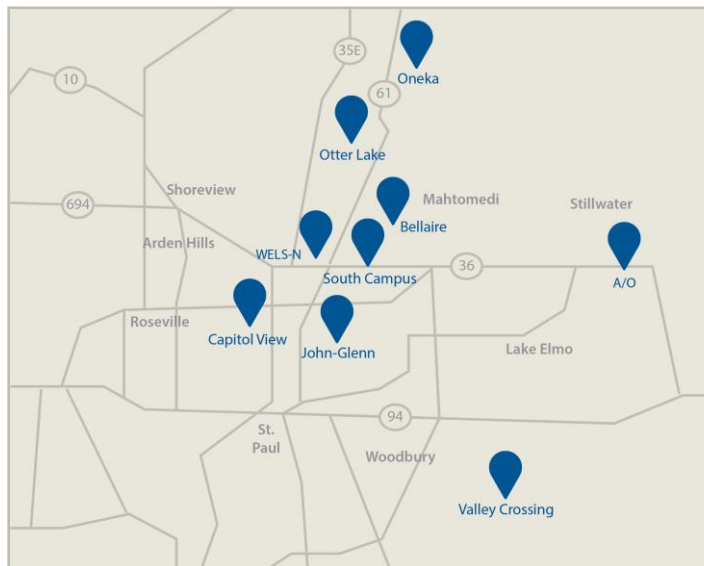 35E
Oneka
10
61
Otter Lake
Shoreview
Mahtomedi
Stillwater
694
Bellaire
Arden Hills
WELS-N
South Campus
36
A/O
Roseville
Capitol View
John-Glenn
Lake Elmo
94
St.
Paul
Woodbury
Valley Crossing